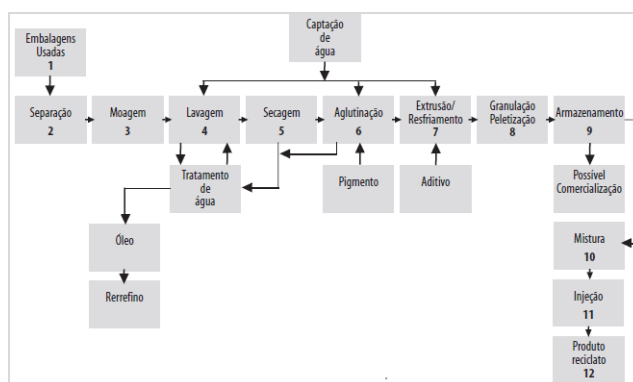 Captação
de
água
Embalagens
Usadas
1
Separação
2
Moagem
3
Lavagem
4
Secagem
5
Aglutinação
6
Extrusão/
Resfriamento
7
Granulação
Peletização
8
Armazenamento
9
Tratamento
de
água
Pigmento
Aditivo
Possível
Comercialização
Óleo
Rerrefino
Mistura
10
Injeção
11
Produto
reciclato
12